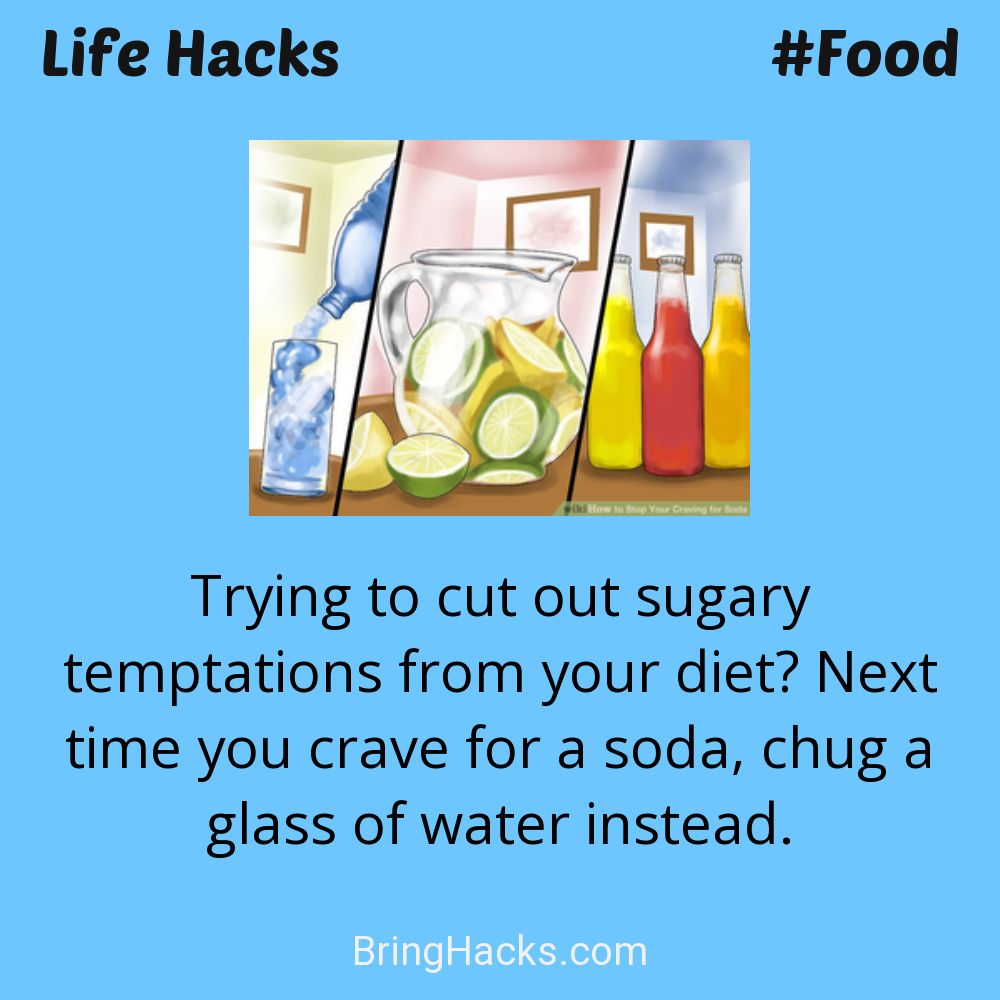 Life Hacks
#Food
wikiHow to Stop Your Craving for Soda
Trying to cut out sugary
temptations from your diet? Next
time you crave for a soda, chug a
glass of water instead.
BringHacks.com